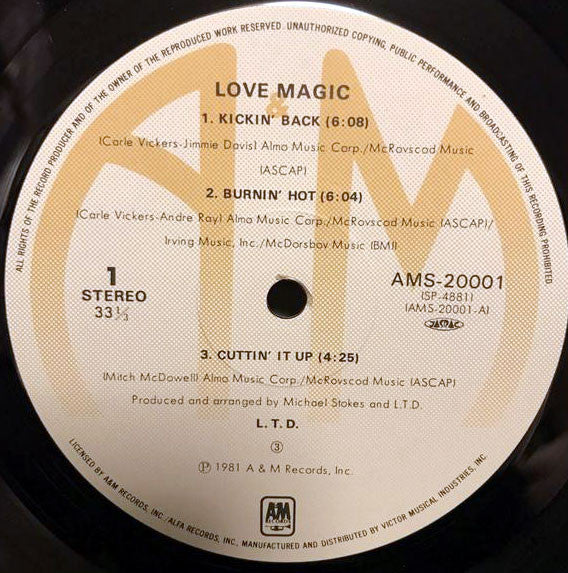 ALL RIGHTS OF THE RECORD PRODUCER AND OF THE OWNER OF THE REPRODUCED WORK RESERVED. UNAUTHORIZED COPYING, PUBLIC PERFORMANCE AND BROADCASTING OF THIS RECORDING PROHIBITED
A&M
LOVE MAGIC
1. KICKIN' BACK (6:08)
(Carle Vickers-Jimmie Davis) Alma Music Corp./McRovscod Music
(ASCAP)
2. BURNIN' HOT (6:04)
(Carle Vickers-Andre Ray) Alma Music Corp./McRovscod Music (ASCAP)/
Irving Music, Inc./McDorsbov Music (BMI)
1
STEREO
33 1/3
AMS-20001
(SP-4881)
(AMS-20001-A)
JASRAC
3. CUTTIN' IT UP (4:25)
(Mitch McDowell) Alma Music Corp./McRovscod Music (ASCAP)
Produced and arranged by Michael Stokes and L.T.D.
L.T.D.
③
Ⓟ 1981 A & M Records, Inc.
A&M
RECORDS
LICENSED BY A&M RECORDS, INC./ALFA RECORDS, INC., MANUFACTURED AND DISTRIBUTED BY VICTOR MUSICAL INDUSTRIES, INC.